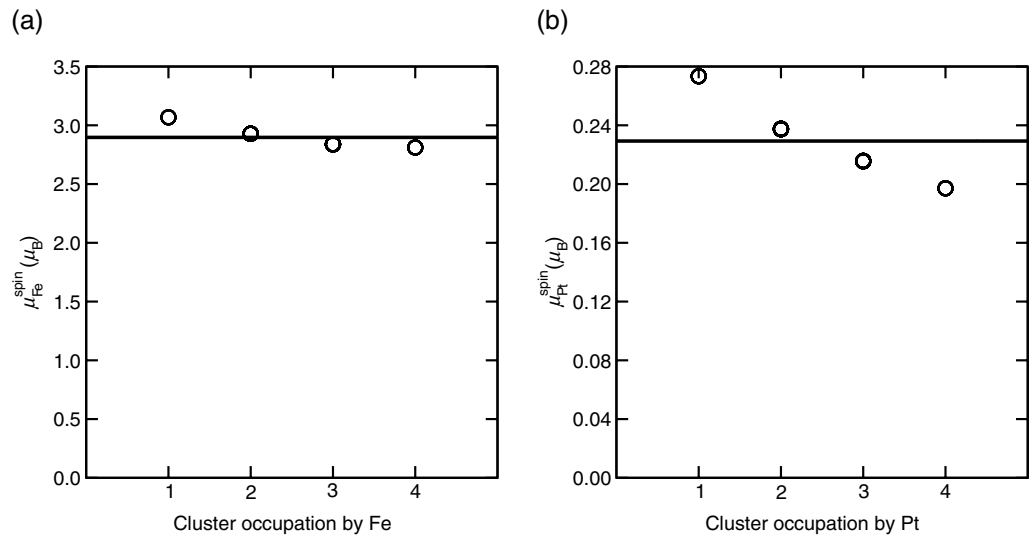 (a)
3.5
3.0
2.5
2.0
1.5
1.0
0.5
0.0
μ_Fe^spin (μ_B)
1 2 3 4
Cluster occupation by Fe
(b)
0.28
0.24
0.20
0.16
0.12
0.08
0.04
0.00
μ_Pt^spin (μ_B)
1 2 3 4
Cluster occupation by Pt